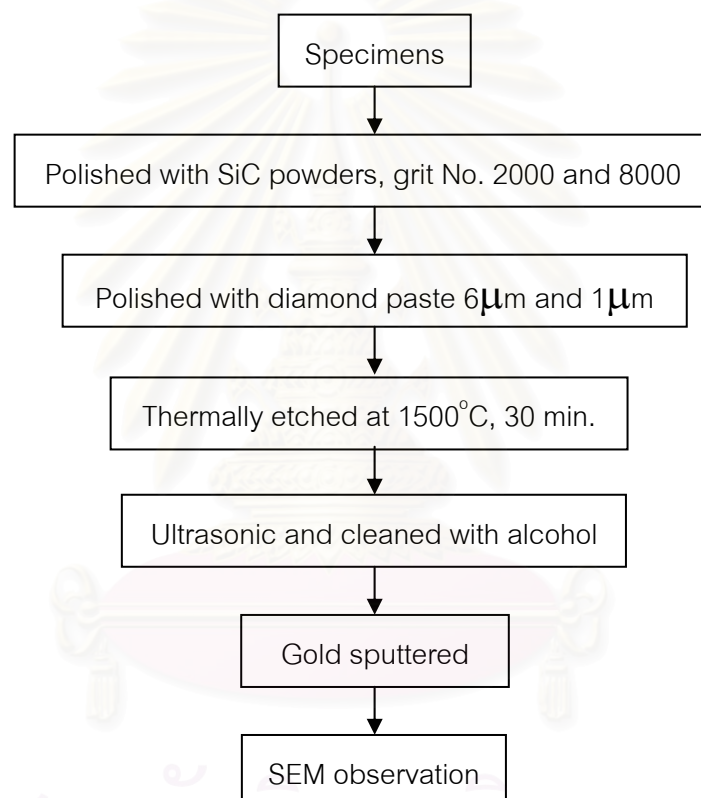 Specimens
Polished with SiC powders, grit No. 2000 and 8000
Polished with diamond paste 6μm and 1μm
Thermally etched at 1500°C, 30 min.
Ultrasonic and cleaned with alcohol
Gold sputtered
SEM observation